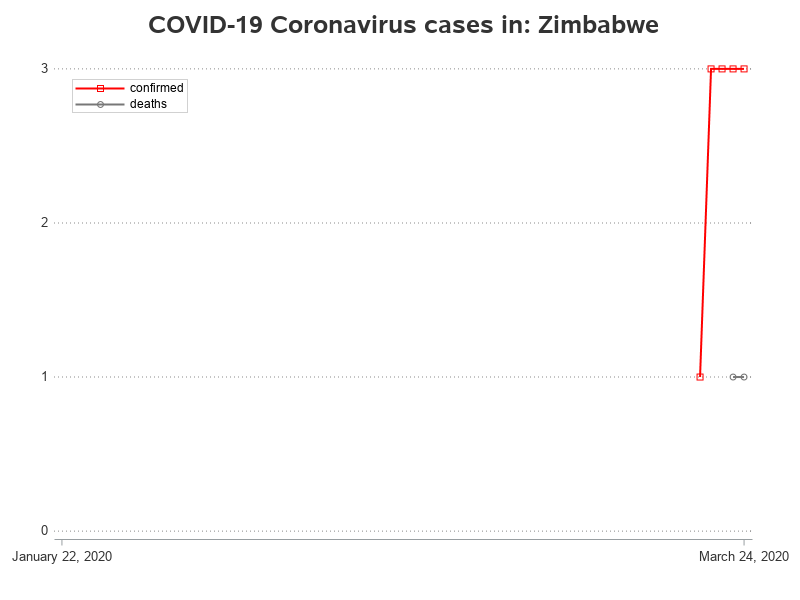 COVID-19 Coronavirus cases in: Zimbabwe
3
confirmed
deaths
2
1
0
January 22, 2020
March 24, 2020